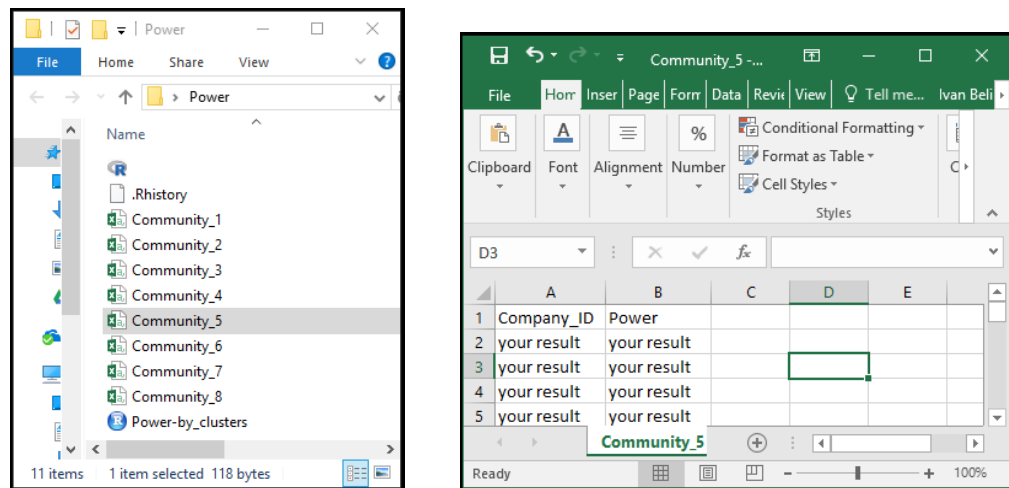 Power
File Home Share View
Power
Name
.Rhistory
Community_1
Community_2
Community_3
Community_4
Community_5
Community_6
Community_7
Community_8
Power-by_clusters
11 items 1 item selected 118 bytes
Community_5 -...
File Hom Inser Page Form Data Revie View Tell me... Ivan Beli
Clipboard Font Alignment Number
%
Conditional Formatting
Format as Table
Cell Styles
Styles
C
D3 fx
A B C D E
1 Company_ID Power
2 your result your result
3 your result your result
4 your result your result
5 your result your result
Community_5
Ready 100%